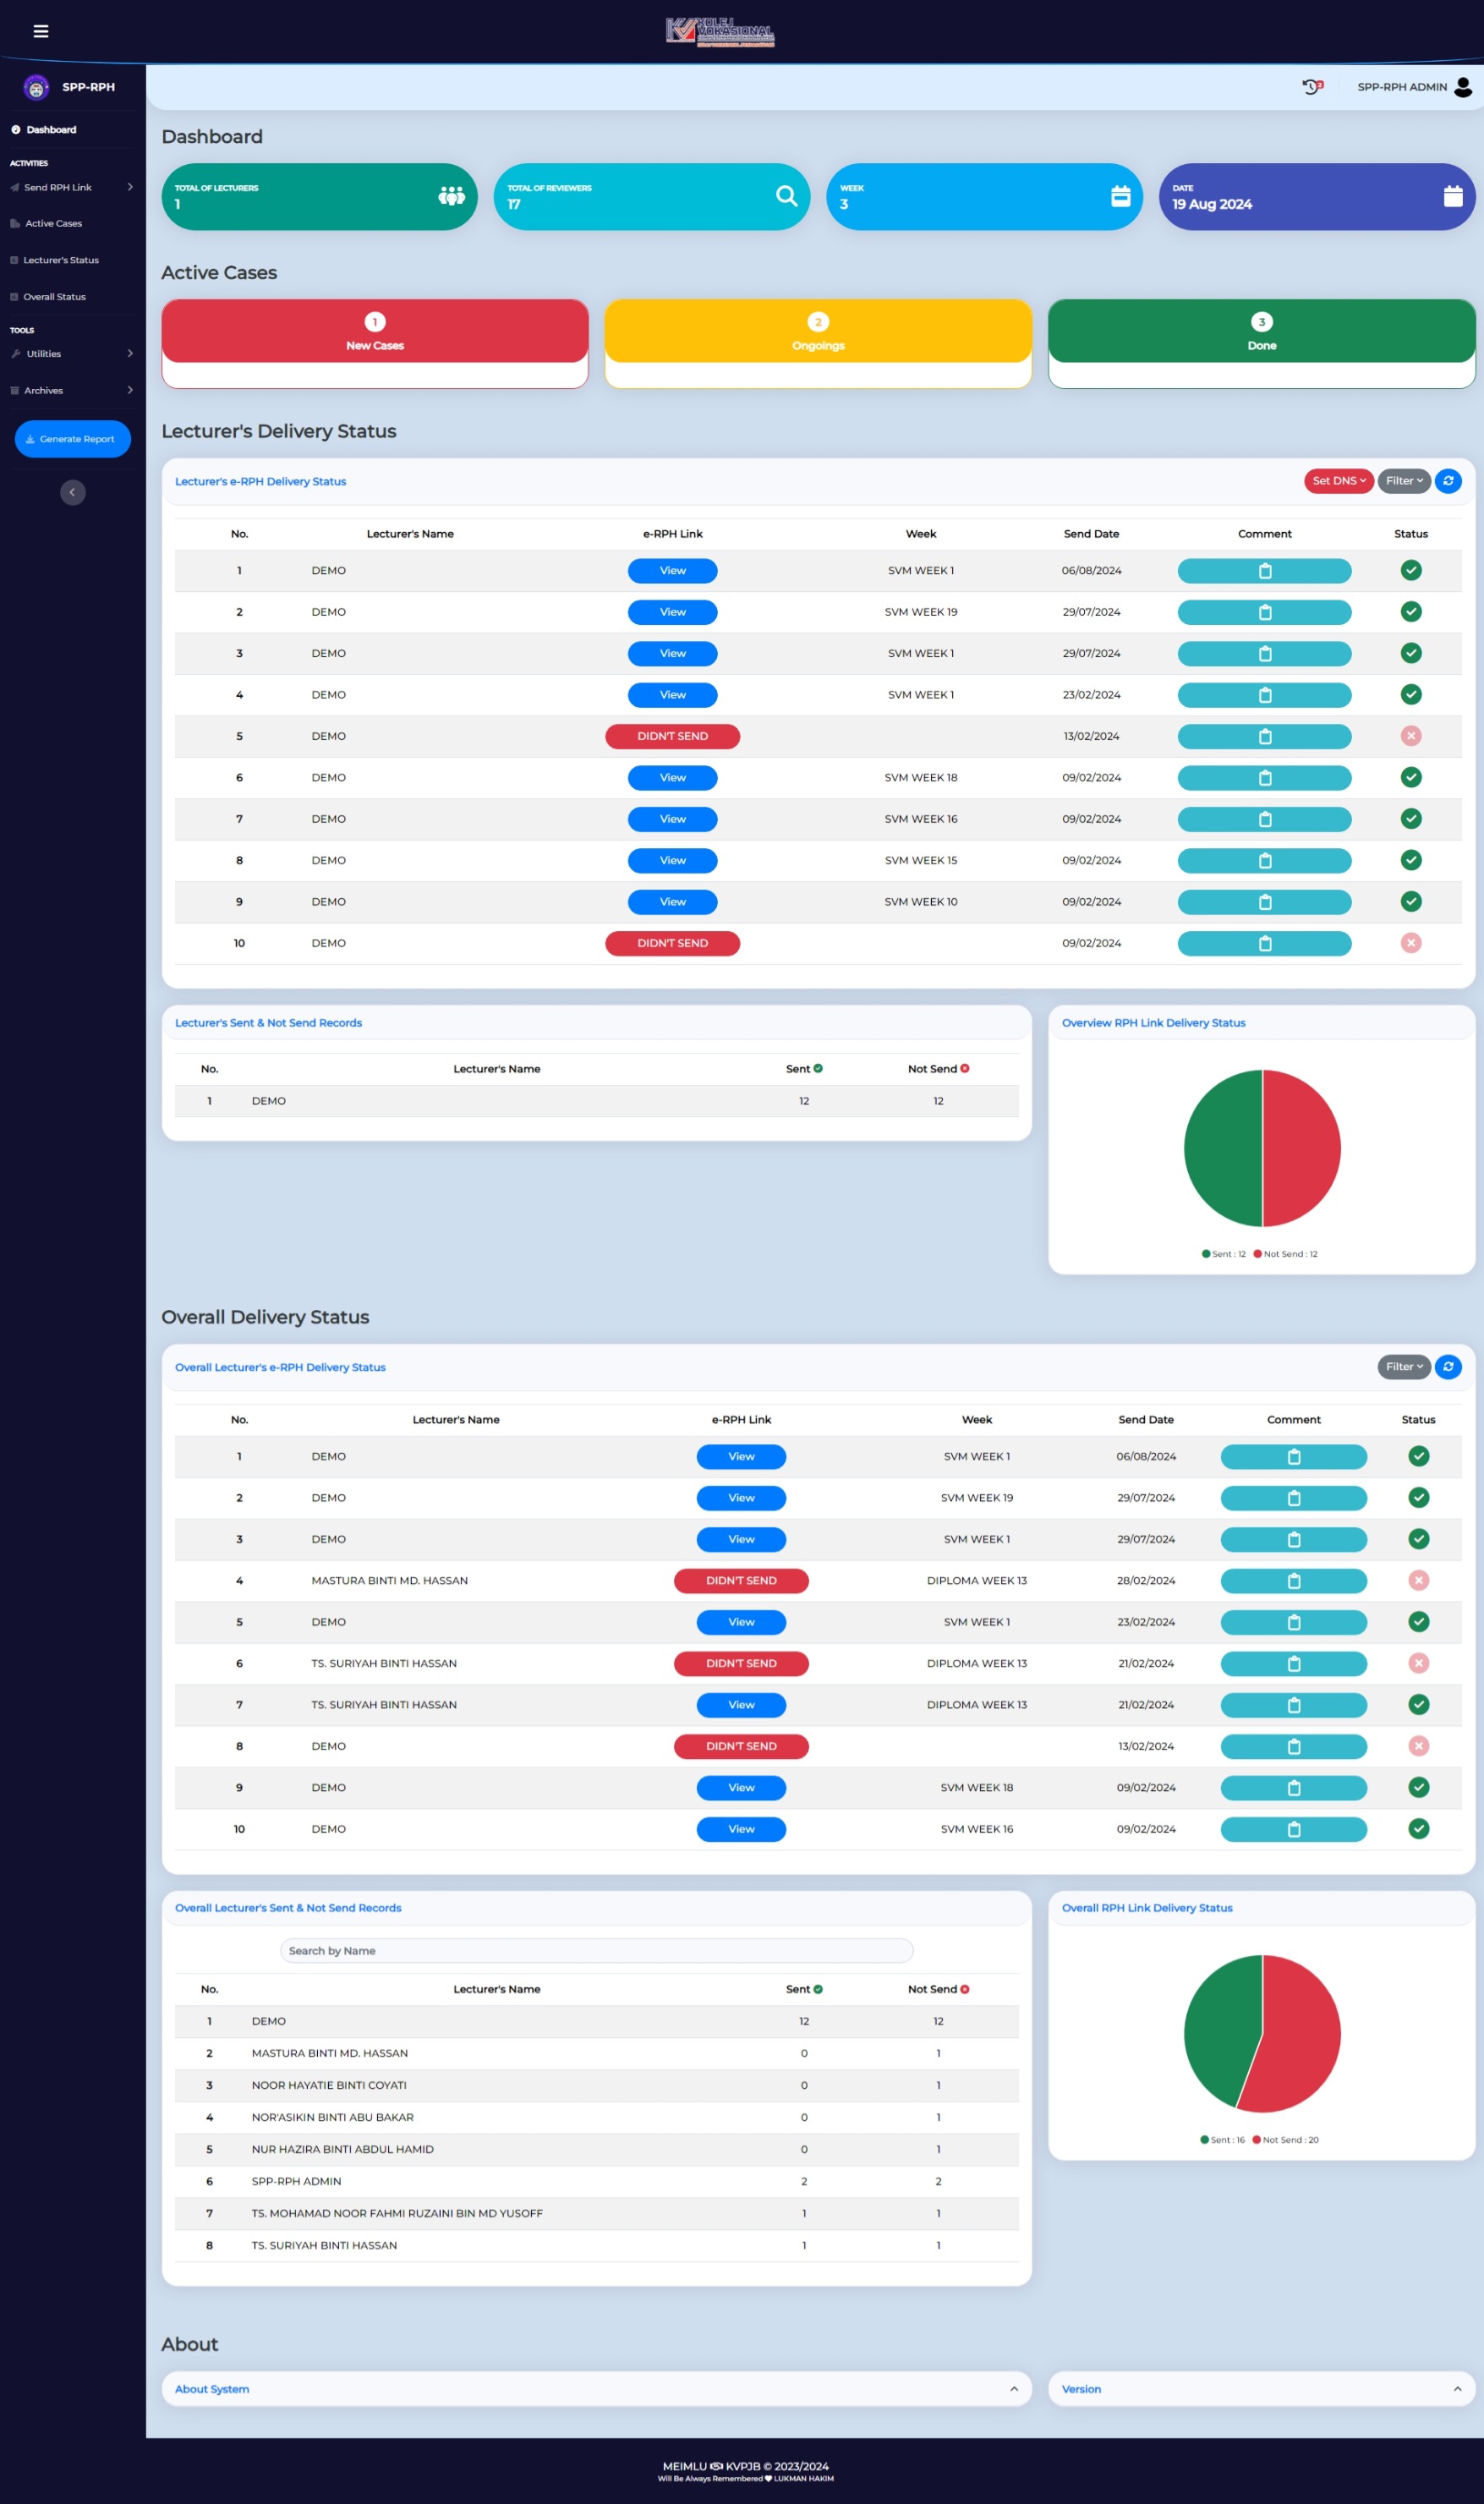 KOLEJ
VOKASIONAL
SPP-RPH
SPP-RPH ADMIN
Dashboard
ACTIVITIES
Send RPH Link
Active Cases
Lecturer's Status
Overall Status
TOOLS
Utilities
Archives
Generate Report
Dashboard
TOTAL OF LECTURERS
1
TOTAL OF REVIEWERS
17
WEEK
3
DATE
19 Aug 2024
Active Cases
1
New Cases
2
Ongoings
3
Done
Lecturer's Delivery Status
Lecturer's e-RPH Delivery Status Set DNS Filter
No. Lecturer's Name e-RPH Link Week Send Date Comment Status
1 DEMO View SVM WEEK 1 06/08/2024
2 DEMO View SVM WEEK 19 29/07/2024
3 DEMO View SVM WEEK 1 29/07/2024
4 DEMO View SVM WEEK 1 23/02/2024
5 DEMO DIDN'T SEND 13/02/2024
6 DEMO View SVM WEEK 18 09/02/2024
7 DEMO View SVM WEEK 16 09/02/2024
8 DEMO View SVM WEEK 15 09/02/2024
9 DEMO View SVM WEEK 10 09/02/2024
10 DEMO DIDN'T SEND 09/02/2024
Lecturer's Sent & Not Send Records
No. Lecturer's Name Sent Not Send
1 DEMO 12 12
Overview RPH Link Delivery Status
Sent : 12 Not Send : 12
Overall Delivery Status
Overall Lecturer's e-RPH Delivery Status Filter
No. Lecturer's Name e-RPH Link Week Send Date Comment Status
1 DEMO View SVM WEEK 1 06/08/2024
2 DEMO View SVM WEEK 19 29/07/2024
3 DEMO View SVM WEEK 1 29/07/2024
4 MASTURA BINTI MD. HASSAN DIDN'T SEND DIPLOMA WEEK 13 28/02/2024
5 DEMO View SVM WEEK 1 23/02/2024
6 TS. SURIYAH BINTI HASSAN DIDN'T SEND DIPLOMA WEEK 13 21/02/2024
7 TS. SURIYAH BINTI HASSAN View DIPLOMA WEEK 13 21/02/2024
8 DEMO DIDN'T SEND 13/02/2024
9 DEMO View SVM WEEK 18 09/02/2024
10 DEMO View SVM WEEK 16 09/02/2024
Overall Lecturer's Sent & Not Send Records
Search by Name
No. Lecturer's Name Sent Not Send
1 DEMO 12 12
2 MASTURA BINTI MD. HASSAN 0 1
3 NOOR HAYATIE BINTI COYATI 0 1
4 NOR'ASIKIN BINTI ABU BAKAR 0 1
5 NUR HAZIRA BINTI ABDUL HAMID 0 1
6 SPP-RPH ADMIN 2 2
7 TS. MOHAMAD NOOR FAHMI RUZAINI BIN MD YUSOFF 1 1
8 TS. SURIYAH BINTI HASSAN 1 1
Overall RPH Link Delivery Status
Sent : 16 Not Send : 20
About
About System
Version
MEIMLU KVPJB © 2023/2024
Will Be Always Remembered LUKMAN HAKIM